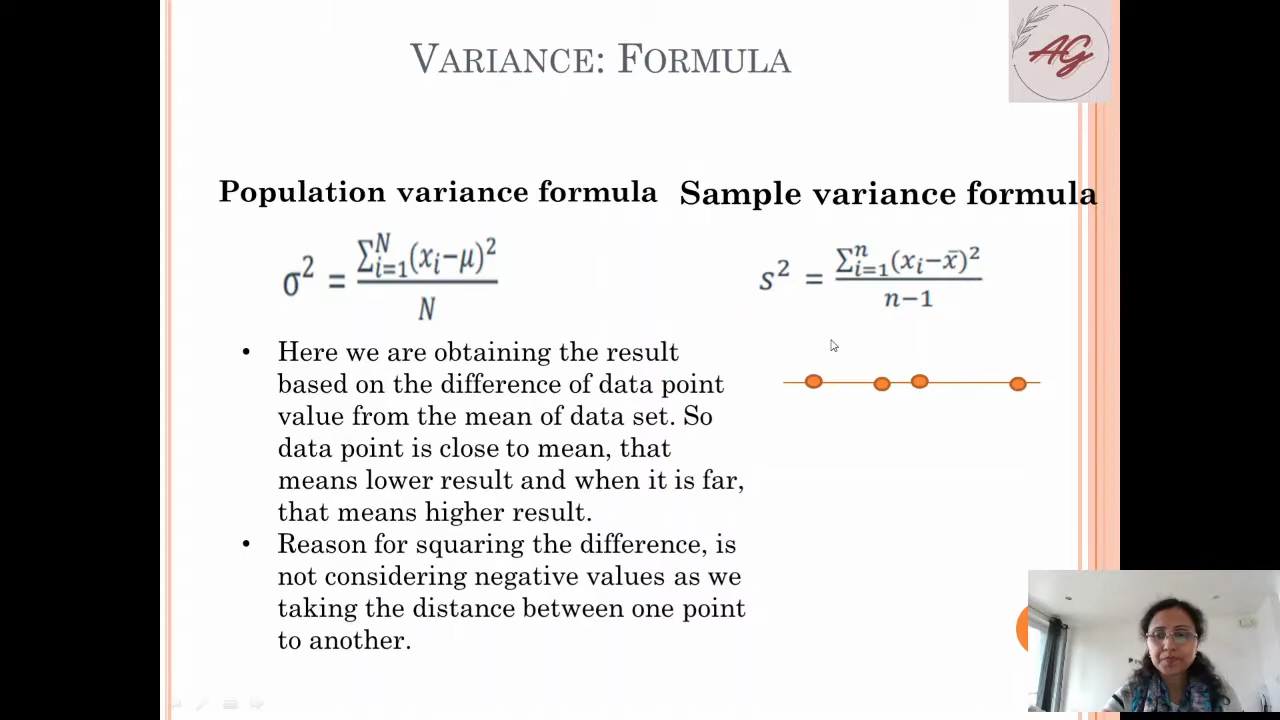 VARIANCE: FORMULA
AG
Population variance formula
Sample variance formula
σ² = ∑ᴺᵢ₌₁(xᵢ−μ)² / N
s² = ∑ⁿᵢ₌₁(xᵢ−x̄)² / n−1
• Here we are obtaining the result
based on the difference of data point
value from the mean of data set. So
data point is close to mean, that
means lower result and when it is far,
that means higher result.
• Reason for squaring the difference, is
not considering negative values as we
taking the distance between one point
to another.